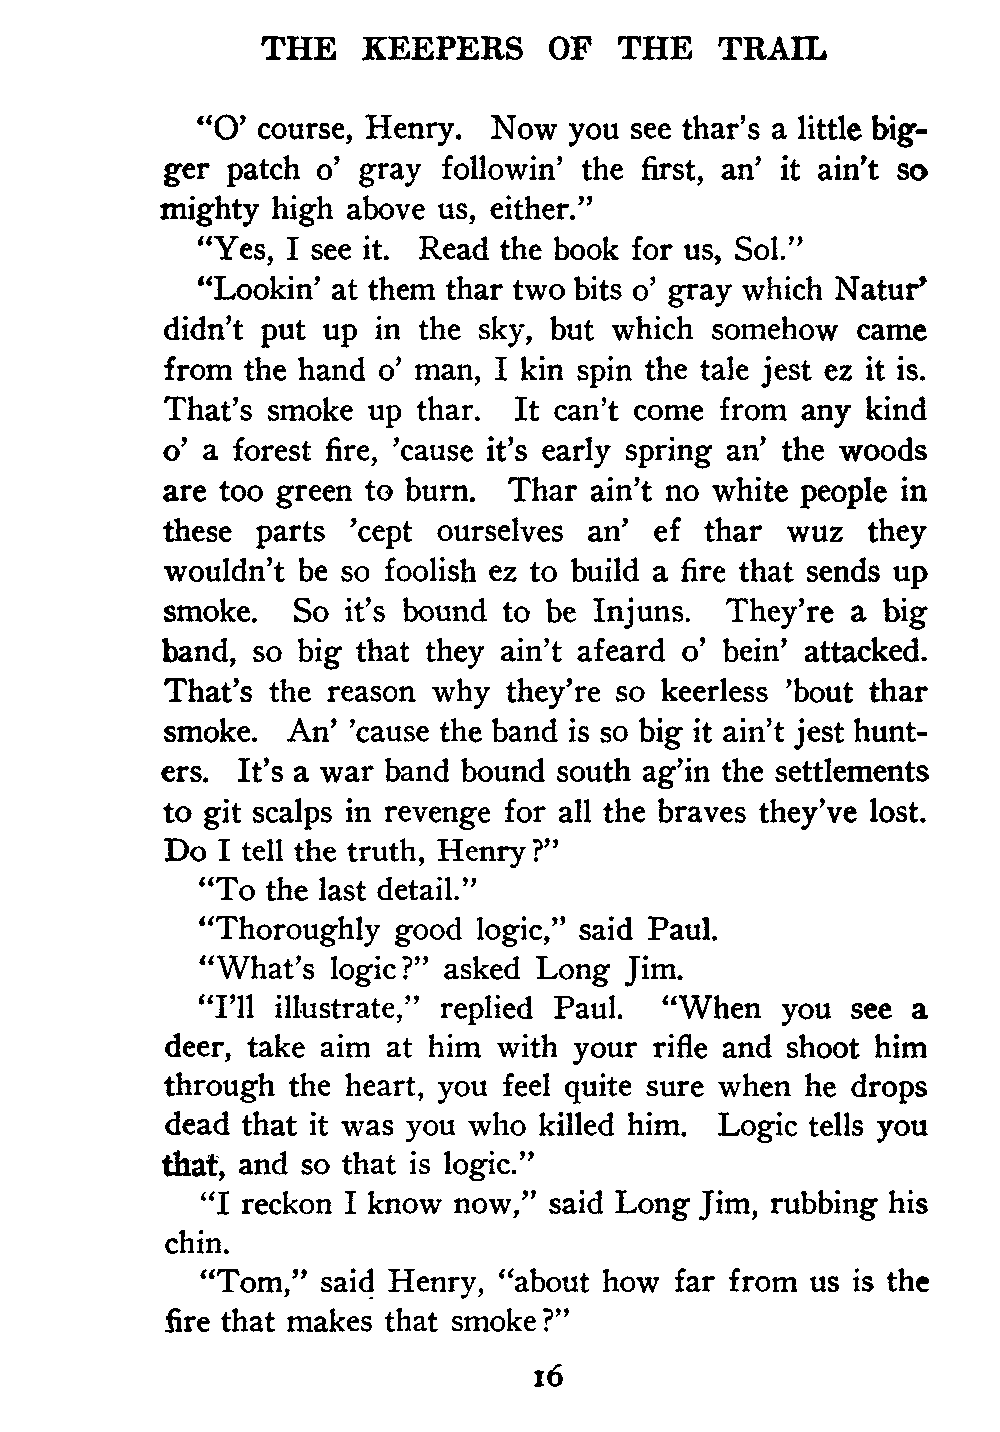 THE KEEPERS OF THE TRAIL
“O’ course, Henry. Now you see thar’s a little big-
ger patch o’ gray followin’ the first, an’ it ain’t so
mighty high above us, either.”
“Yes, I see it. Read the book for us, Sol.”
“Lookin’ at them thar two bits o’ gray which Natur’
didn’t put up in the sky, but which somehow came
from the hand o’ man, I kin spin the tale jest ez it is.
That’s smoke up thar. It can’t come from any kind
o’ a forest fire, ’cause it’s early spring an’ the woods
are too green to burn. Thar ain’t no white people in
these parts ’cept ourselves an’ ef thar wuz they
wouldn’t be so foolish ez to build a fire that sends up
smoke. So it’s bound to be Injuns. They’re a big
band, so big that they ain’t afeard o’ bein’ attacked.
That’s the reason why they’re so keerless ’bout thar
smoke. An’ ’cause the band is so big it ain’t jest hunt-
ers. It’s a war band bound south ag’in the settlements
to git scalps in revenge for all the braves they’ve lost.
Do I tell the truth, Henry?”
“To the last detail.”
“Thoroughly good logic,” said Paul.
“What’s logic?” asked Long Jim.
“I’ll illustrate,” replied Paul. “When you see a
deer, take aim at him with your rifle and shoot him
through the heart, you feel quite sure when he drops
dead that it was you who killed him. Logic tells you
that, and so that is logic.”
“I reckon I know now,” said Long Jim, rubbing his
chin.
“Tom,” said Henry, “about how far from us is the
fire that makes that smoke?”
16